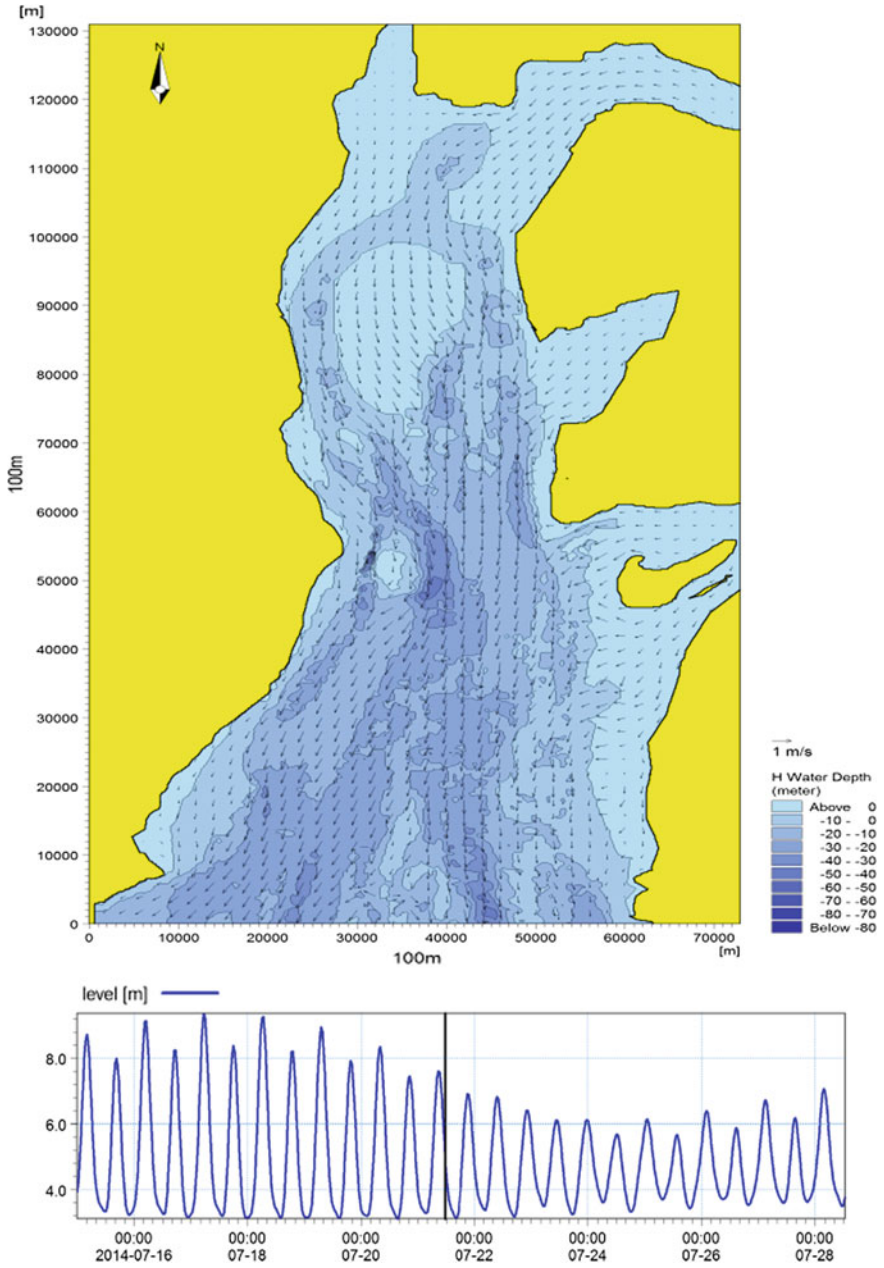 [m]
130000
N
120000
110000
100000
90000
80000
70000
100m
60000
50000
40000
30000
20000
10000
0
0 10000 20000 30000 40000 50000 60000 70000
100m [m]
1 m/s
H Water Depth
(meter)
Above 0
-10 - 0
-20 - -10
-30 - -20
-40 - -30
-50 - -40
-60 - -50
-70 - -60
-80 - -70
Below -80
level [m]
8.0
6.0
4.0
00:00 00:00 00:00 00:00 00:00 00:00 00:00
2014-07-16 07-18 07-20 07-22 07-24 07-26 07-28